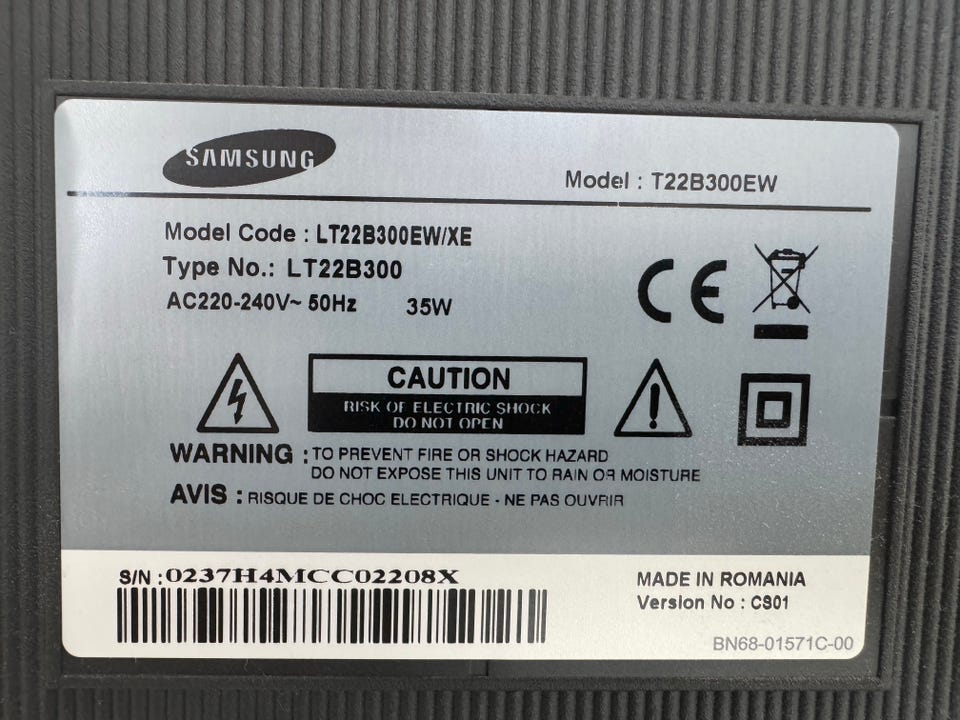 SAMSUNG
Model : T22B300EW
Model Code : LT22B300EW/XE
Type No.: LT22B300
AC220-240V~ 50Hz 35W
CE
CAUTION
RISK OF ELECTRIC SHOCK
DO NOT OPEN
WARNING : TO PREVENT FIRE OR SHOCK HAZARD
DO NOT EXPOSE THIS UNIT TO RAIN OR MOISTURE
AVIS : RISQUE DE CHOC ELECTRIQUE - NE PAS OUVRIR
S/N : 0237H4MCC02208X
MADE IN ROMANIA
Version No : CS01
BN68-01571C-00